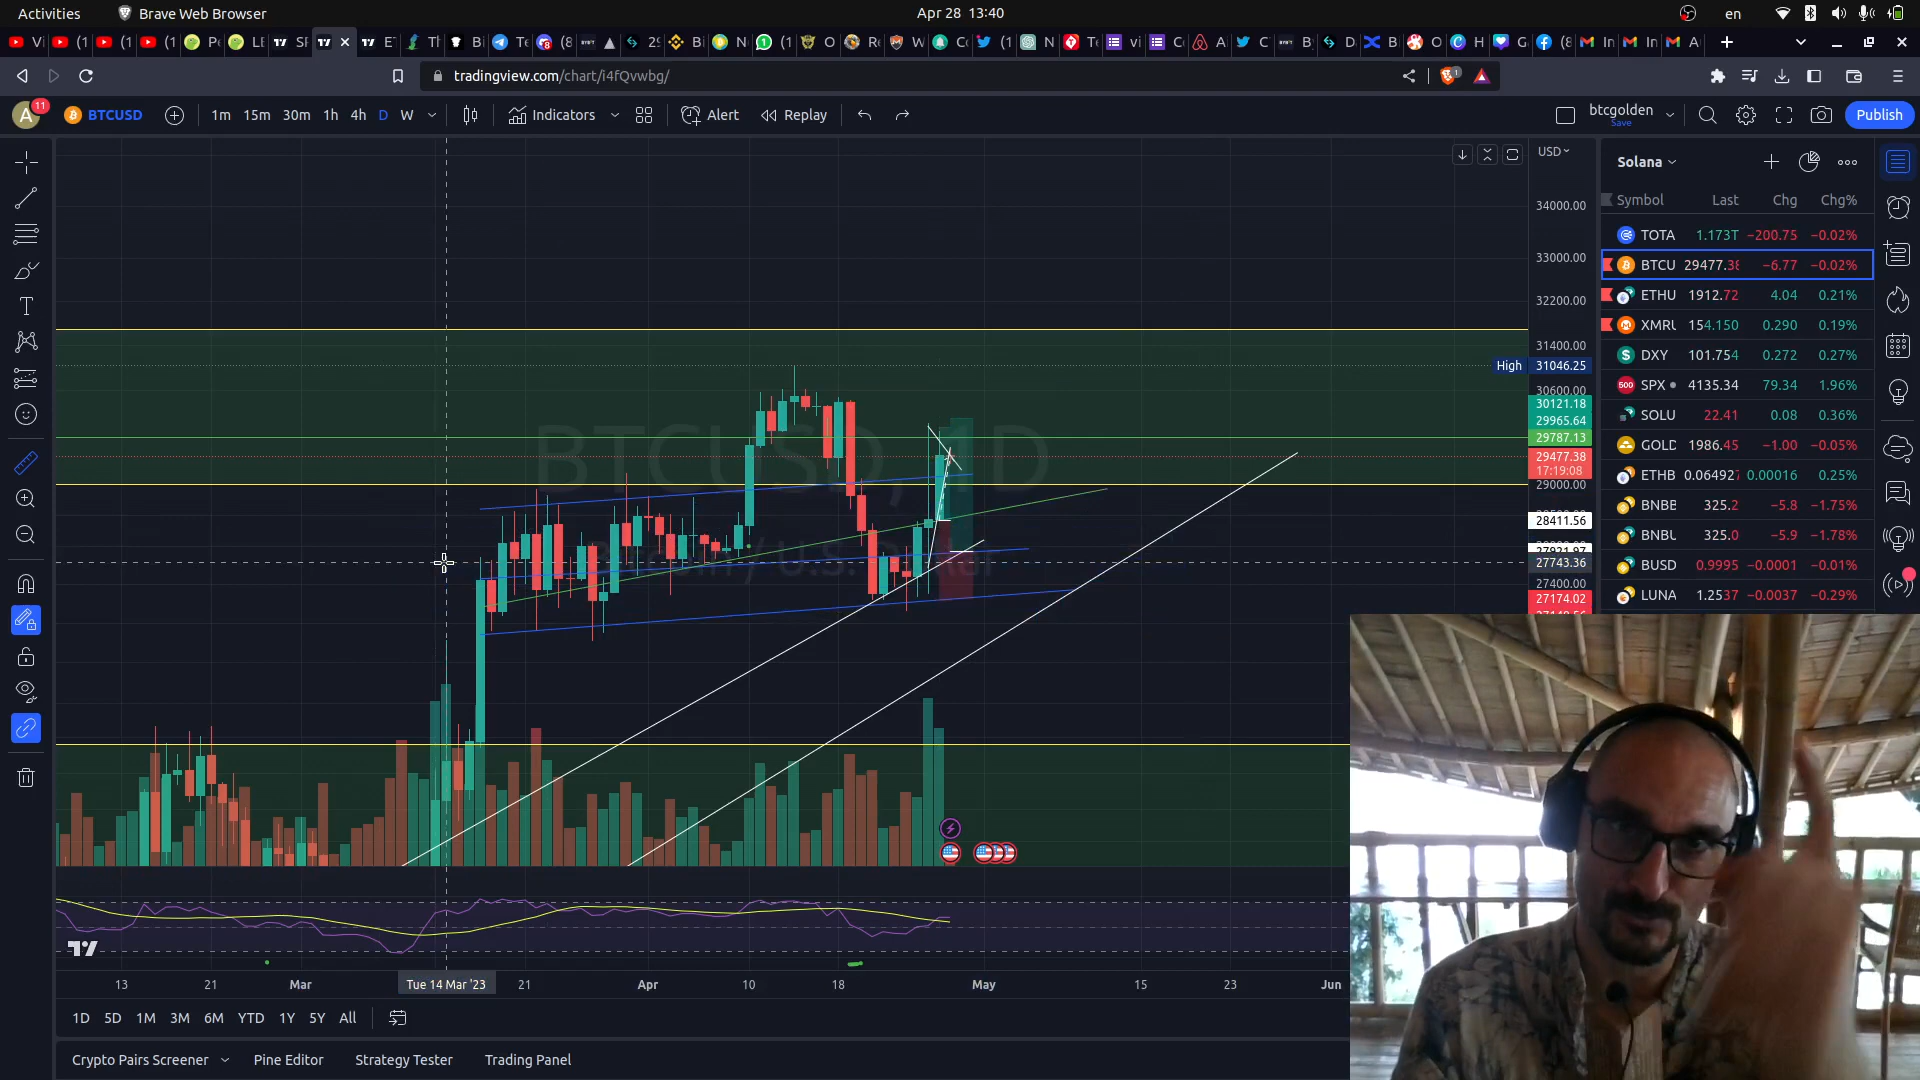 Activities
Brave Web Browser
Apr 28 13:40
en
tradingview.com/chart/i4fQvwbg/
A
11
BTCUSD
1m 15m 30m 1h 4h D W
Indicators
Alert
Replay
btcgolden
Save
Publish
BTCUSD, 1D
Bitcoin / U.S. Dollar
USD
34000.00
33000.00
32200.00
31400.00
High 31046.25
30600.00
30121.18
29965.64
29787.13
29477.38
17:19:08
29000.00
28411.56
27743.36
27400.00
27174.02
Solana
Symbol Last Chg Chg%
TOTA 1.173T −200.75 −0.02%
BTCU 29477.38 −6.77 −0.02%
ETHU 1912.72 4.04 0.21%
XMRU 154.150 0.290 0.19%
DXY 101.754 0.272 0.27%
SPX 4135.34 79.34 1.96%
SOLU 22.41 0.08 0.36%
GOLD 1986.45 −1.00 −0.05%
ETHB 0.064927 0.00016 0.25%
BNBE 325.2 −5.8 −1.75%
BNBU 325.0 −5.9 −1.78%
BUSD 0.9995 −0.0001 −0.01%
LUNA 1.2537 −0.0037 −0.29%
13 21 Mar Tue 14 Mar '23 21 Apr 10 18 May 15 23 Jun
1D 5D 1M 3M 6M YTD 1Y 5Y All
Crypto Pairs Screener
Pine Editor
Strategy Tester
Trading Panel